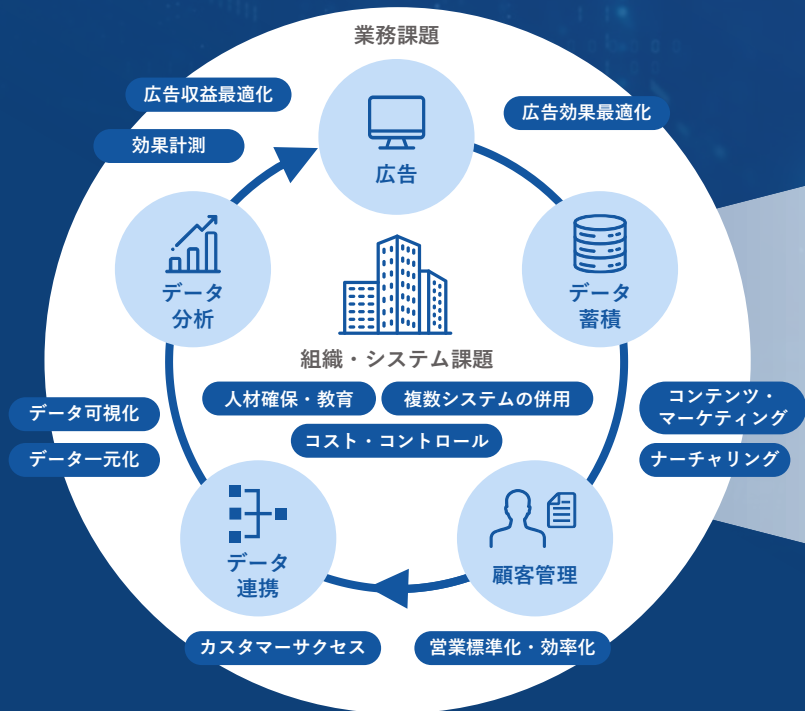 業務課題
広告収益最適化
効果計測
広告効果最適化
広告
データ
分析
データ
蓄積
組織・システム課題
人材確保・教育
複数システムの併用
コスト・コントロール
データ可視化
データ一元化
コンテンツ・
マーケティング
ナーチャリング
データ
連携
顧客管理
カスタマーサクセス
営業標準化・効率化